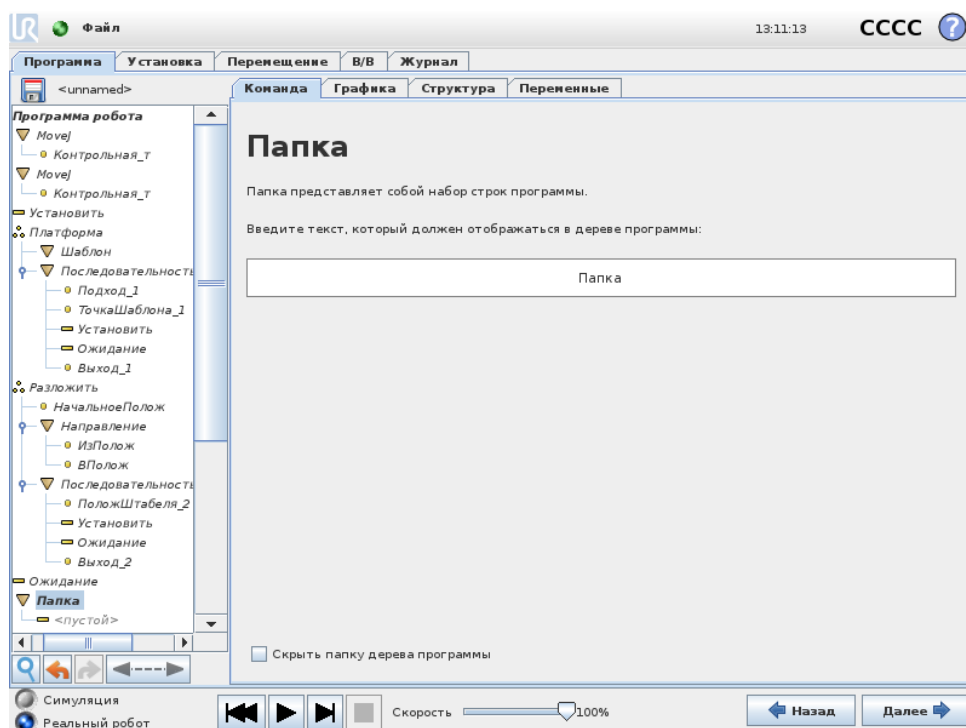 Файл
13:11:13
CCCC
?
Программа Установка Перемещение В/В Журнал
<unnamed>
Команда Графика Структура Переменные
Программа робота
MoveJ
Контрольная_т
MoveJ
Контрольная_т
Установить
Платформа
Шаблон
Последовательность
Подход_1
ТочкаШаблона_1
Установить
Ожидание
Выход_1
Разложить
НачальноеПолож
Направление
ИзПолож
ВПолож
Последовательность
ПоложШтабеля_2
Установить
Ожидание
Выход_2
Ожидание
Папка
<пустой>
Папка
Папка представляет собой набор строк программы.
Введите текст, который должен отображаться в дереве программы:
Папка
Скрыть папку дерева программы
Симуляция
Реальный робот
Скорость 100%
Назад
Далее